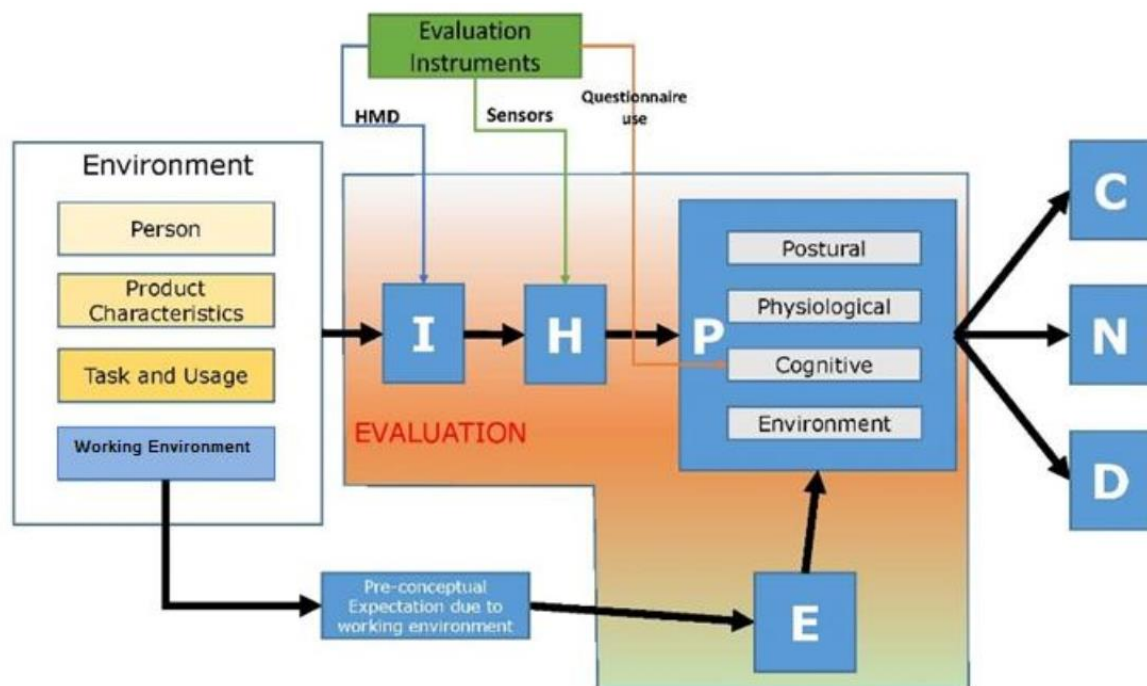 Evaluation
Instruments
HMD
Sensors
Questionnaire
use
Environment
Person
Product
Characteristics
Task and Usage
Working Environment
I
H
P
Postural
Physiological
Cognitive
Environment
EVALUATION
C
N
D
Pre-conceptual
Expectation due to
working environment
E